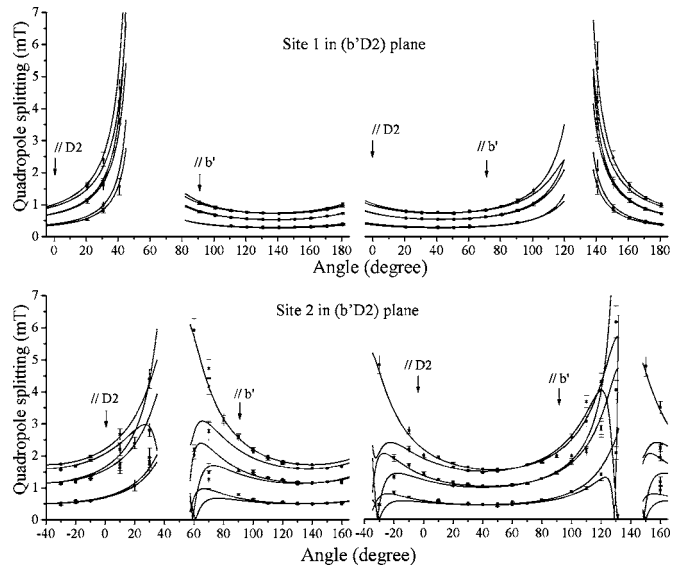 Quadropole splitting (mT)
7
6
5
4
3
2
1
0
Site 1 in (b'D2) plane
// D2
// b'
// D2
// b'
0 20 40 60 80 100 120 140 160 180 0 20 40 60 80 100 120 140 160 180
Angle (degree)
Quadropole splitting (mT)
7
6
5
4
3
2
1
0
Site 2 in (b'D2) plane
// D2
// b'
// D2
// b'
-40 -20 0 20 40 60 80 100 120 140 160 -40 -20 0 20 40 60 80 100 120 140 160
Angle (degree)